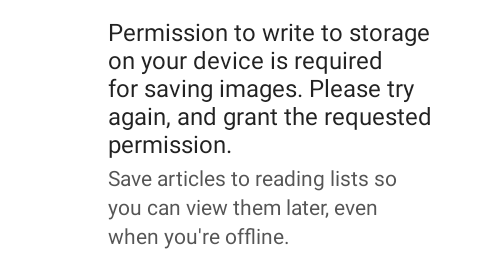 Permission to write to storage
on your device is required
for saving images. Please try
again, and grant the requested
permission.
Save articles to reading lists so
you can view them later, even
when you're offline.